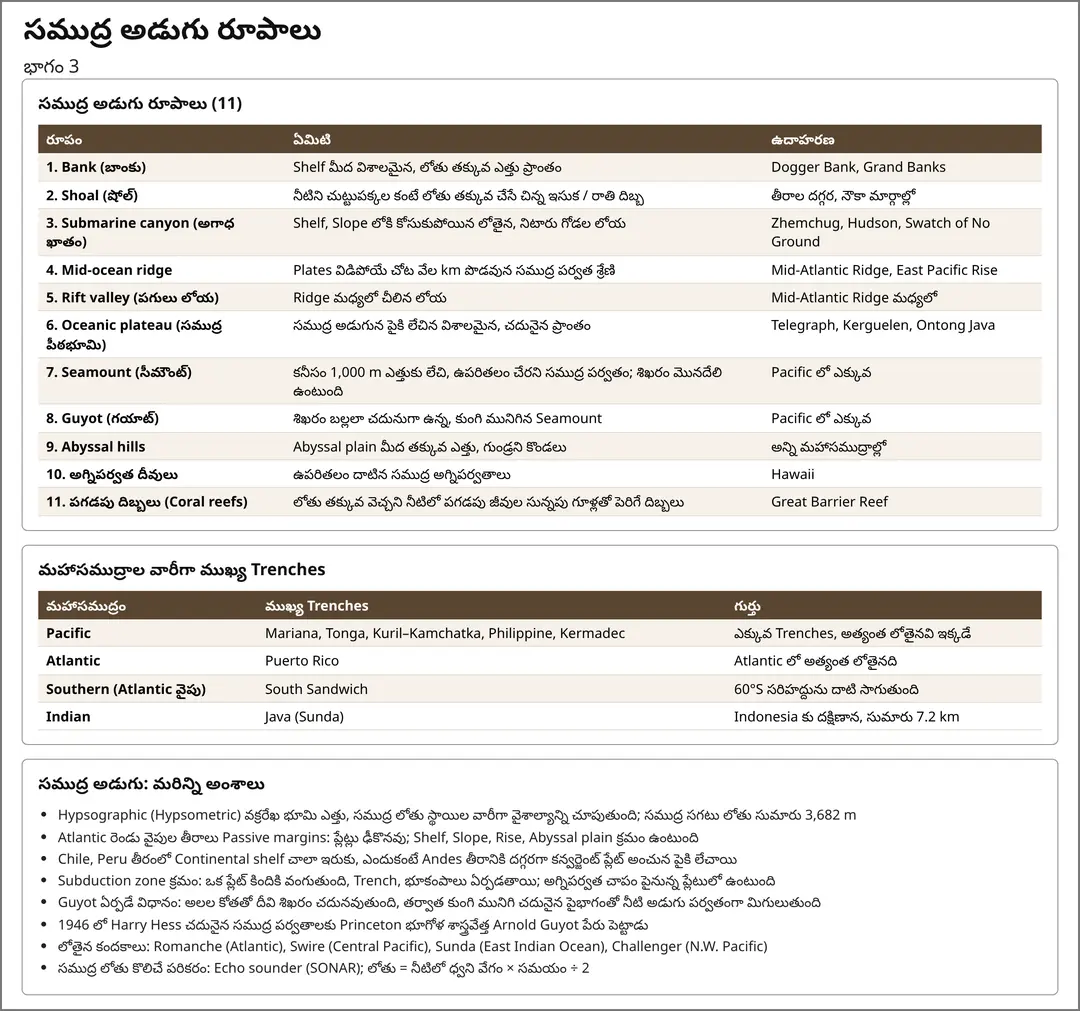 సముద్ర అడుగు రూపాలు
భాగం 3
సముద్ర అడుగు రూపాలు (11)
రూపం ఏమిటి ఉదాహరణ
1. Bank (బాంకు) Shelf మీద విశాలమైన, లోతు తక్కువ ఎత్తు ప్రాంతం Dogger Bank, Grand Banks
2. Shoal (షోల్) నీటిని చుట్టుపక్కల కంటే లోతు తక్కువ చేసే చిన్న ఇసుక / రాతి దిబ్బ తీరాల దగ్గర, నౌకా మార్గాల్లో
3. Submarine canyon (అగాధ Shelf, Slope లోకి కోసుకుపోయిన లోతైన, నిటారు గోడల లోయ Zhemchug, Hudson, Swatch of No
ఖాతం) Ground
4. Mid-ocean ridge Plates విడిపోయే చోట వేల km పొడవున సముద్ర పర్వత శ్రేణి Mid-Atlantic Ridge, East Pacific Rise
5. Rift valley (పగులు లోయ) Ridge మధ్యలో చీలిన లోయ Mid-Atlantic Ridge మధ్యలో
6. Oceanic plateau (సముద్ర సముద్ర అడుగున పైకి లేచిన విశాలమైన, చదునైన ప్రాంతం Telegraph, Kerguelen, Ontong Java
పీఠభూమి)
7. Seamount (సీమౌంట్) కనీసం 1,000 m ఎత్తుకు లేచి, ఉపరితలం చేరని సముద్ర పర్వతం; శిఖరం మొనదేలి Pacific లో ఎక్కువ
ఉంటుంది
8. Guyot (గయాట్) శిఖరం బల్లలా చదునుగా ఉన్న, కుంగి మునిగిన Seamount Pacific లో ఎక్కువ
9. Abyssal hills Abyssal plain మీద తక్కువ ఎత్తు, గుండ్రని కొండలు అన్ని మహాసముద్రాల్లో
10. అగ్నిపర్వత దీవులు ఉపరితలం దాటిన సముద్ర అగ్నిపర్వతాలు Hawaii
11. పగడపు దిబ్బలు (Coral reefs) లోతు తక్కువ వెచ్చని నీటిలో పగడపు జీవుల సున్నపు గూళ్లతో పెరిగే దిబ్బలు Great Barrier Reef
మహాసముద్రాల వారీగా ముఖ్య Trenches
మహాసముద్రం ముఖ్య Trenches గుర్తు
Pacific Mariana, Tonga, Kuril–Kamchatka, Philippine, Kermadec ఎక్కువ Trenches, అత్యంత లోతైనవి ఇక్కడే
Atlantic Puerto Rico Atlantic లో అత్యంత లోతైనది
Southern (Atlantic వైపు) South Sandwich 60°S సరిహద్దును దాటి సాగుతుంది
Indian Java (Sunda) Indonesia కు దక్షిణాన, సుమారు 7.2 km
సముద్ర అడుగు: మరిన్ని అంశాలు
• Hypsographic (Hypsometric) వక్రరేఖ భూమి ఎత్తు, సముద్ర లోతు స్థాయిల వారీగా వైశాల్యాన్ని చూపుతుంది; సముద్ర సగటు లోతు సుమారు 3,682 m
• Atlantic రెండు వైపుల తీరాలు Passive margins: ప్లేట్లు ఢీకొనవు; Shelf, Slope, Rise, Abyssal plain క్రమం ఉంటుంది
• Chile, Peru తీరంలో Continental shelf చాలా ఇరుకు, ఎందుకంటే Andes తీరానికి దగ్గరగా కన్వర్జెంట్ ప్లేట్ అంచున పైకి లేచాయి
• Subduction zone క్రమం: ఒక ప్లేట్ కిందికి వంగుతుంది, Trench, భూకంపాలు ఏర్పడతాయి; అగ్నిపర్వత చాపం పైనున్న ప్లేటులో ఉంటుంది
• Guyot ఏర్పడే విధానం: అలల కోతతో దీవి శిఖరం చదునవుతుంది, తర్వాత కుంగి మునిగి చదునైన పైభాగంతో నీటి అడుగు పర్వతంగా మిగులుతుంది
• 1946 లో Harry Hess చదునైన సముద్ర పర్వతాలకు Princeton భూగోళ శాస్త్రవేత్త Arnold Guyot పేరు పెట్టాడు
• లోతైన కందకాలు: Romanche (Atlantic), Swire (Central Pacific), Sunda (East Indian Ocean), Challenger (N.W. Pacific)
• సముద్ర లోతు కొలిచే పరికరం: Echo sounder (SONAR); లోతు = నీటిలో ధ్వని వేగం × సమయం ÷ 2